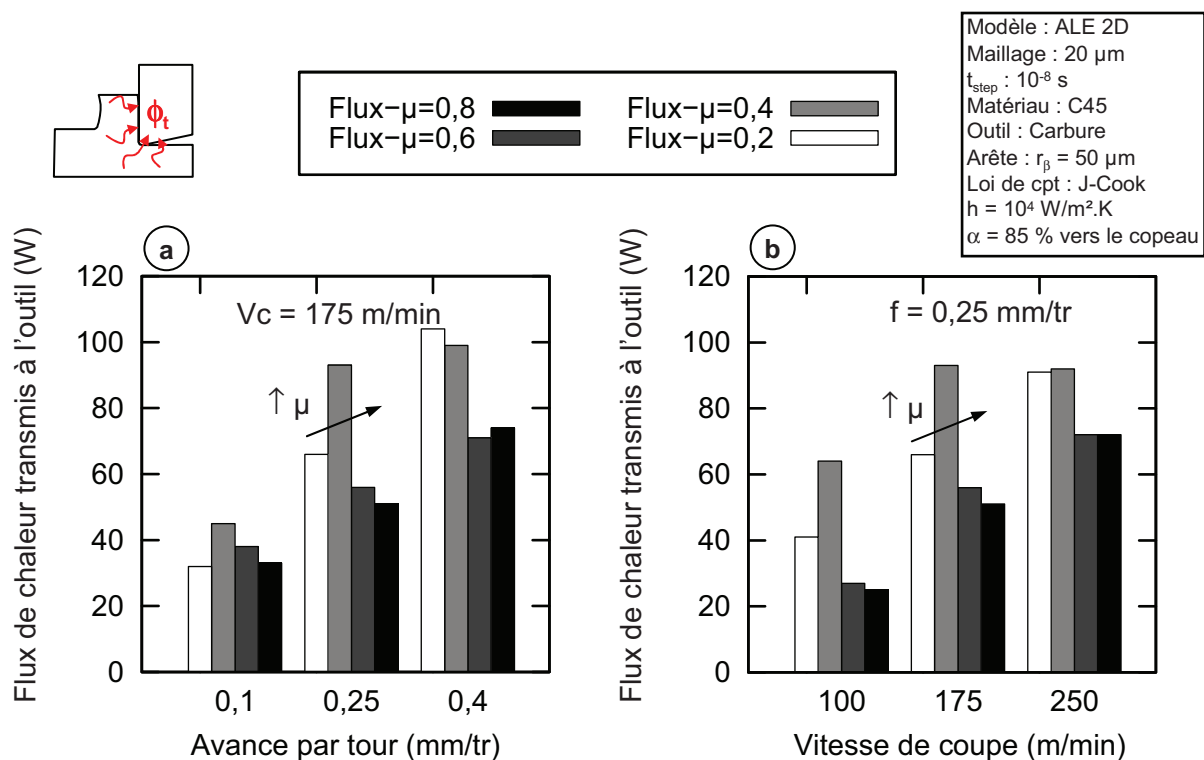 ϕt
Flux−μ=0,8
Flux−μ=0,6
Flux−μ=0,4
Flux−μ=0,2
Modèle : ALE 2D
Maillage : 20 μm
tstep : 10⁻⁸ s
Matériau : C45
Outil : Carbure
Arête : rβ = 50 μm
Loi de cpt : J-Cook
h = 10⁴ W/m².K
α = 85 % vers le copeau
a
Flux de chaleur transmis à l’outil (W)
120
100
80
60
40
20
0
Vc = 175 m/min
↑ μ
0,1
0,25
0,4
Avance par tour (mm/tr)
b
Flux de chaleur transmis à l’outil (W)
120
100
80
60
40
20
0
f = 0,25 mm/tr
↑ μ
100
175
250
Vitesse de coupe (m/min)